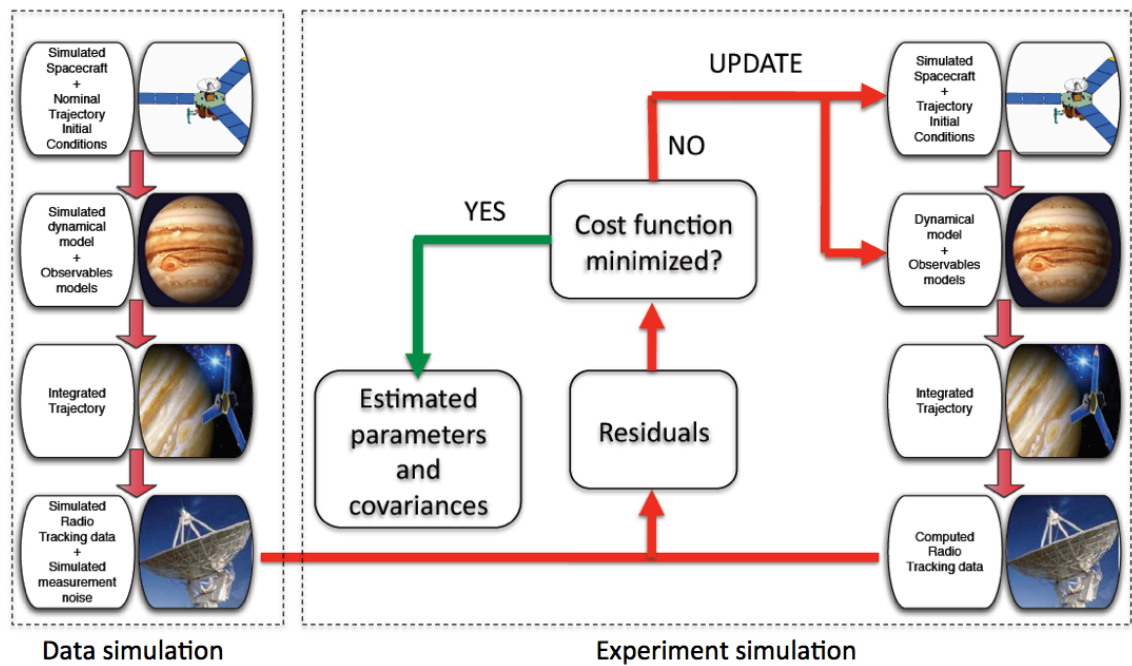 Simulated
Spacecraft
+
Nominal
Trajectory
Initial
Conditions
Simulated
dynamical
model
+
Observables
models
Integrated
Trajectory
Simulated
Radio
Tracking data
+
Simulated
measurement
noise
Data simulation
UPDATE
NO
YES
Cost function
minimized?
Estimated
parameters
and
covariances
Residuals
Simulated
Spacecraft
+
Trajectory
Initial
Conditions
Dynamical
model
+
Observables
models
Integrated
Trajectory
Computed
Radio
Tracking data
Experiment simulation